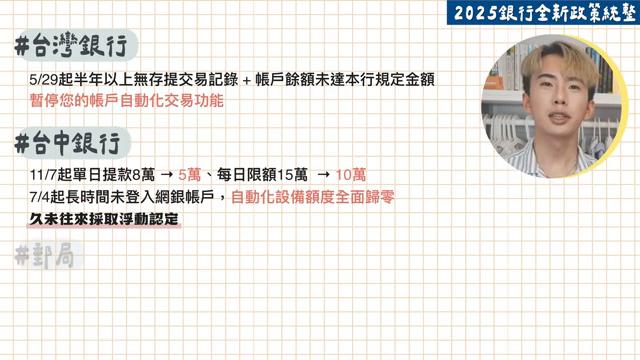 2025銀行全新政策統整
#台灣銀行
5/29起半年以上無存提交易記錄 + 帳戶餘額未達本行規定金額
暫停您的帳戶自動化交易功能
#台中銀行
11/7起單日提款8萬 → 5萬、每日限額15萬 → 10萬
7/4起長時間未登入網銀帳戶，自動化設備額度全面歸零
久未往來採取浮動認定
#郵局